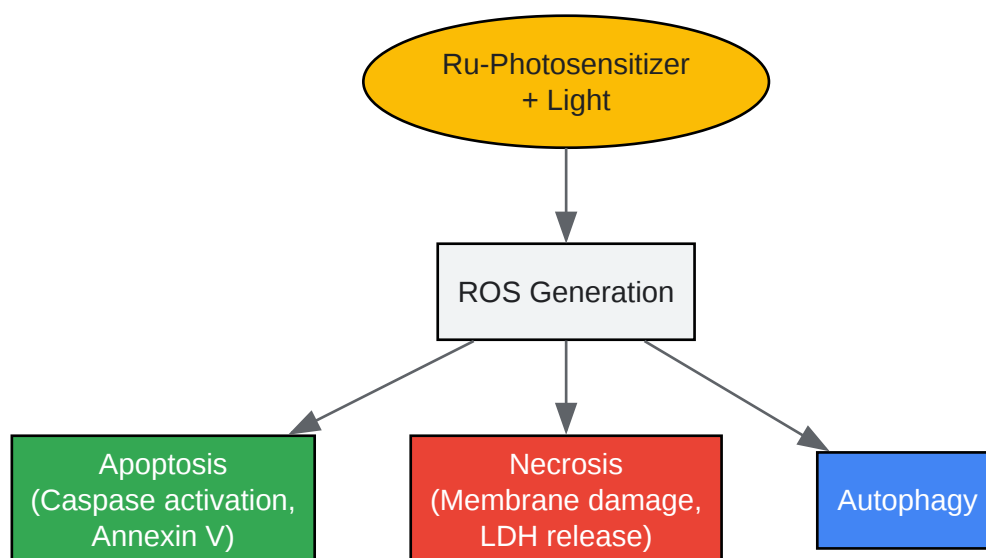 Ru-Photosensitizer
+ Light
ROS Generation
Apoptosis
(Caspase activation,
Annexin V)
Necrosis
(Membrane damage,
LDH release)
Autophagy